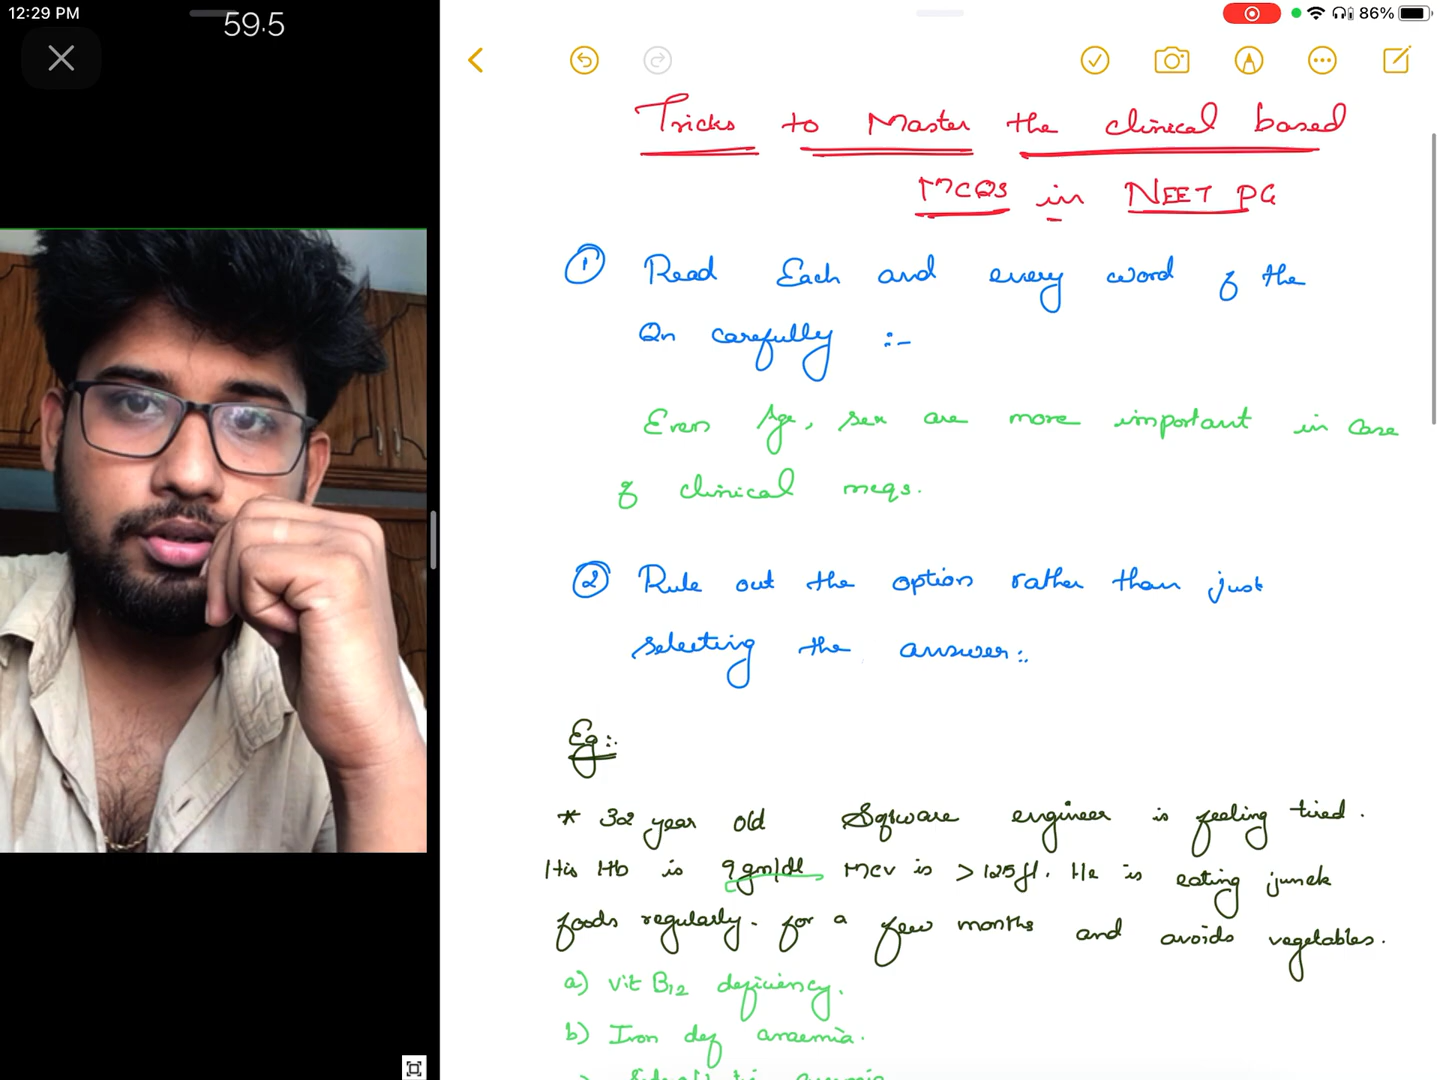 12:29 PM
59.5
86%
Tricks to Master the clinical based
MCQs in NEET PG
① Read Each and every word of the
Qn carefully :-
Even Age, sex are more important in case
of clinical mcqs.
② Rule out the option rather than just
selecting the answer:.
Eg:.
* 32 year old Software engineer is feeling tired.
His Hb is 9gm/dl MCV is >125fl. He is eating junck
foods regularly. for a few months and avoids vegetables.
a) vit B12 deficiency.
b) Iron def anaemia.